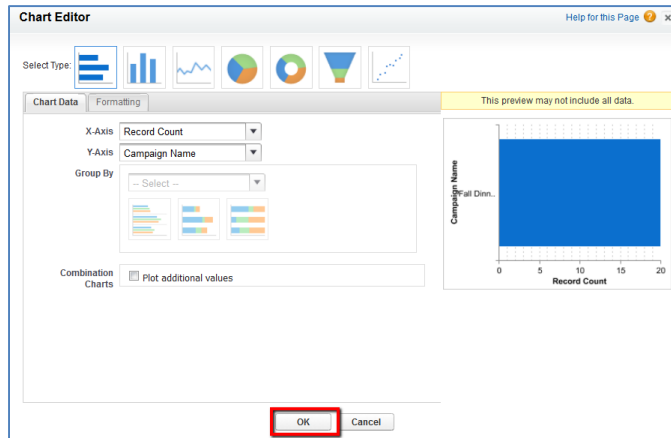 Chart Editor
Help for this Page
Select Type:
Chart Data
Formatting
X-Axis Record Count
Y-Axis Campaign Name
Group By
-- Select --
Combination
Charts
Plot additional values
This preview may not include all data.
Campaign Name
Fall Dinn..
0 5 10 15 20
Record Count
OK
Cancel